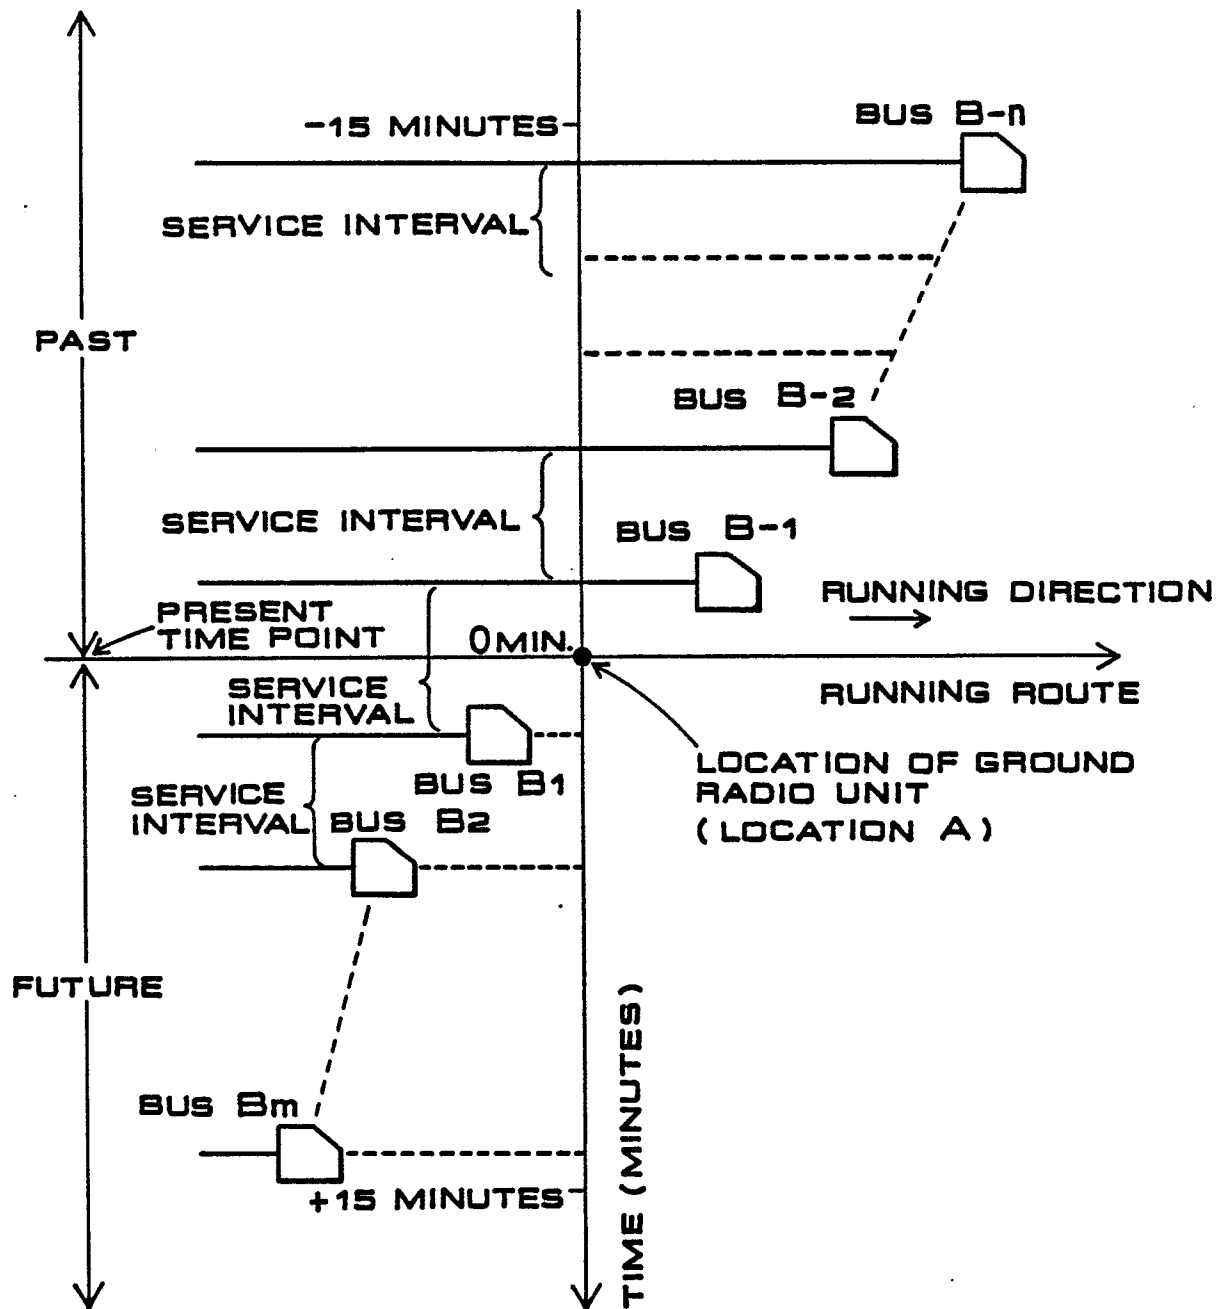 -15 MINUTES
BUS B-n
SERVICE INTERVAL
PAST
BUS B-2
SERVICE INTERVAL
BUS B-1
RUNNING DIRECTION
PRESENT
TIME POINT
0 MIN.
RUNNING ROUTE
SERVICE
INTERVAL
LOCATION OF GROUND
RADIO UNIT
(LOCATION A)
BUS B1
SERVICE
INTERVAL
BUS B2
FUTURE
TIME (MINUTES)
BUS Bm
+15 MINUTES